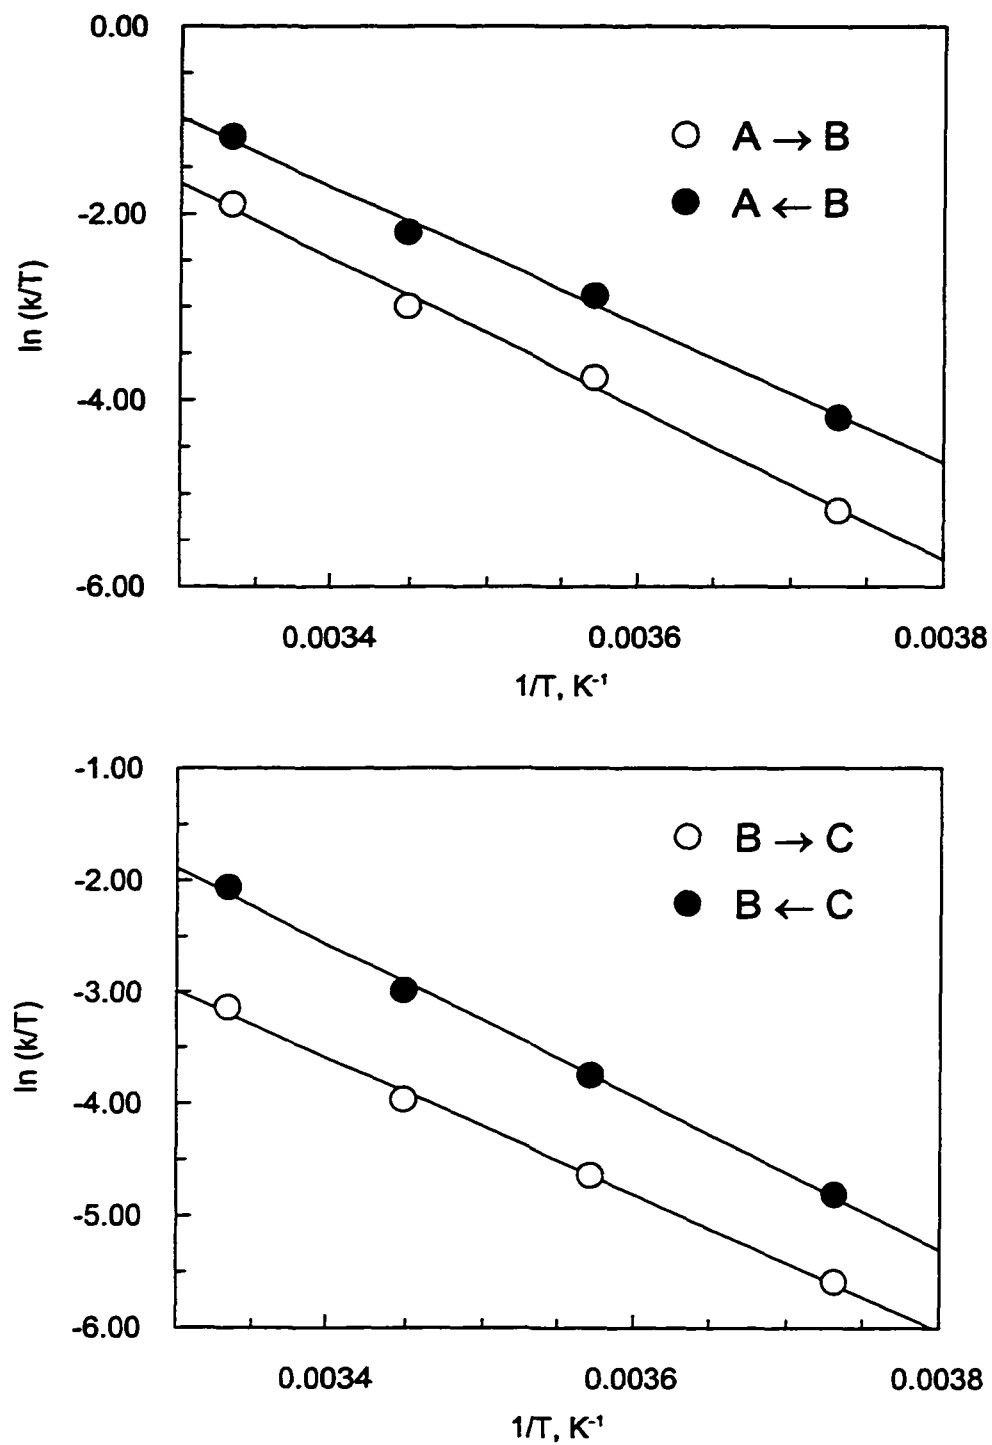 0.00
A → B
A ← B
-2.00
ln (k/T)
-4.00
-6.00
0.0034 0.0036 0.0038
1/T, K⁻¹
-1.00
B → C
-2.00
B ← C
-3.00
ln (k/T)
-4.00
-5.00
-6.00
0.0034 0.0036 0.0038
1/T, K⁻¹